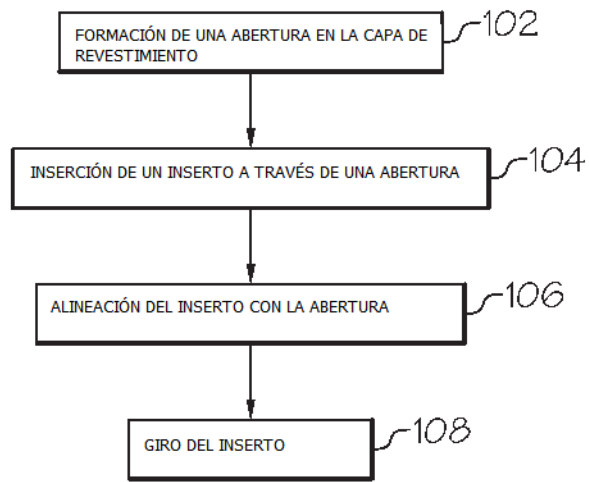 FORMACIÓN DE UNA ABERTURA EN LA CAPA DE
REVESTIMIENTO
102
INSERCIÓN DE UN INSERTO A TRAVÉS DE UNA ABERTURA
104
ALINEACIÓN DEL INSERTO CON LA ABERTURA
106
GIRO DEL INSERTO
108